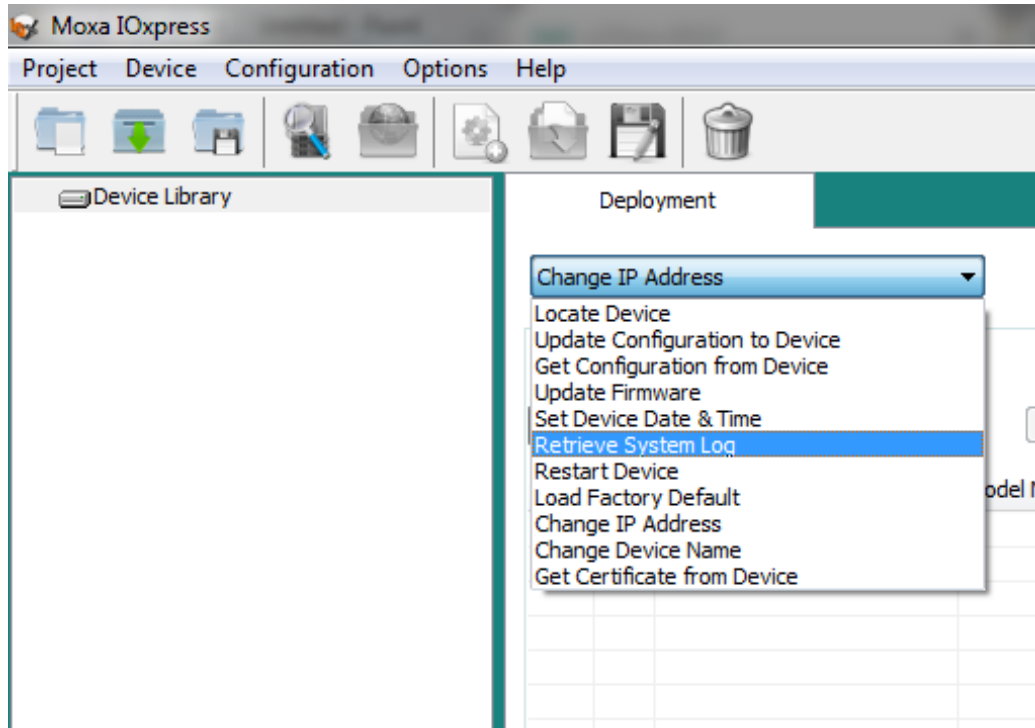 Moxa IOxpress
Project Device Configuration Options Help
Device Library
Deployment
Change IP Address
Locate Device
Update Configuration to Device
Get Configuration from Device
Update Firmware
Set Device Date & Time
Retrieve System Log
Restart Device
Load Factory Default
Change IP Address
Change Device Name
Get Certificate from Device